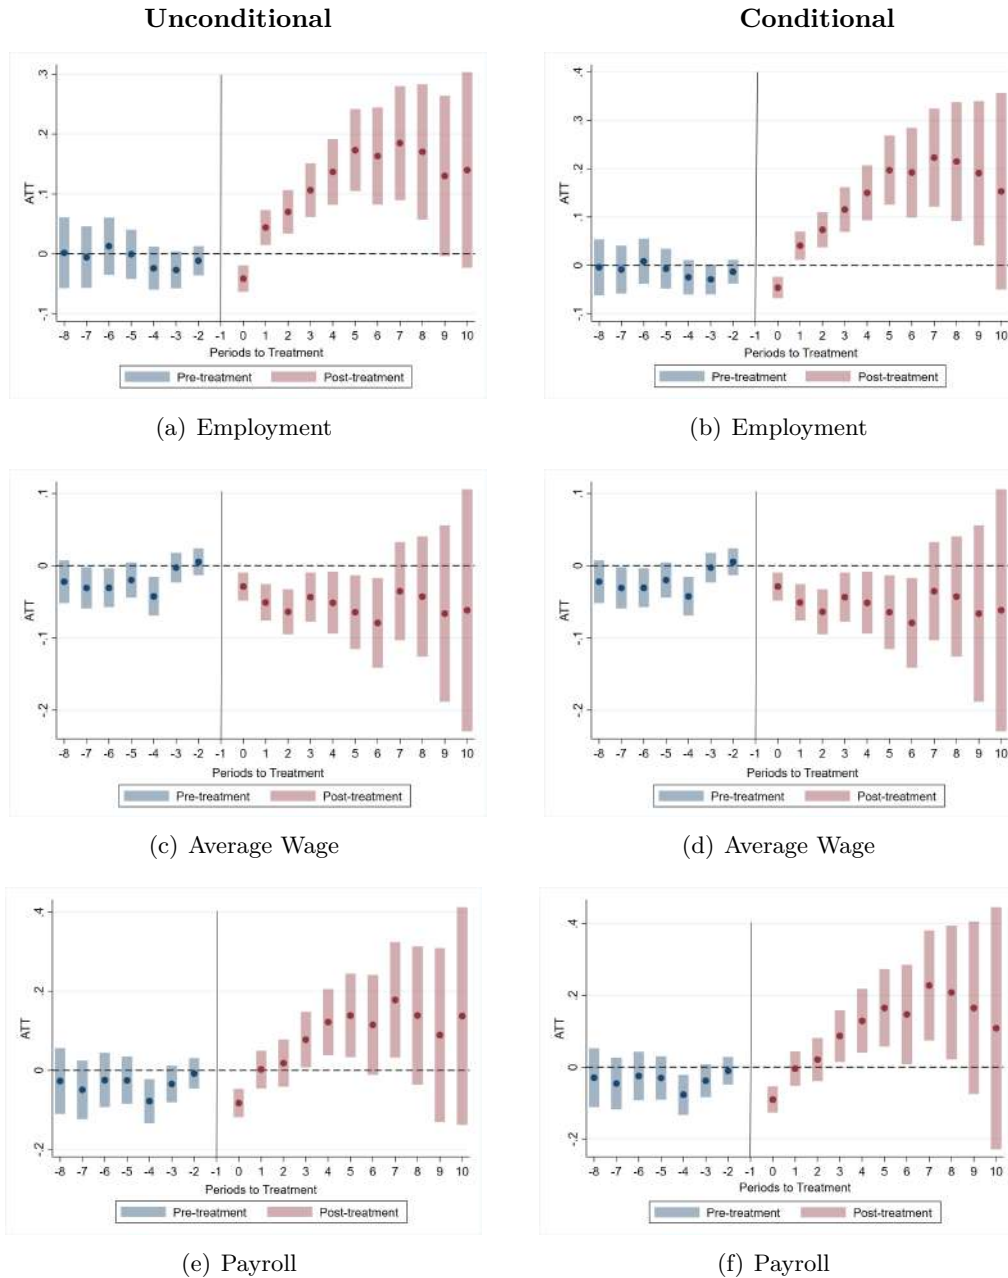 Unconditional
Conditional
ATT
.3
.2
.1
0
-.1
-8 -7 -6 -5 -4 -3 -2 -1 0 1 2 3 4 5 6 7 8 9 10
Periods to Treatment
Pre-treatment Post-treatment
(a) Employment
ATT
.4
.3
.2
.1
0
-.1
-8 -7 -6 -5 -4 -3 -2 -1 0 1 2 3 4 5 6 7 8 9 10
Periods to Treatment
Pre-treatment Post-treatment
(b) Employment
ATT
.1
0
-.1
-.2
-8 -7 -6 -5 -4 -3 -2 -1 0 1 2 3 4 5 6 7 8 9 10
Periods to Treatment
Pre-treatment Post-treatment
(c) Average Wage
ATT
.1
0
-.1
-.2
-8 -7 -6 -5 -4 -3 -2 -1 0 1 2 3 4 5 6 7 8 9 10
Periods to Treatment
Pre-treatment Post-treatment
(d) Average Wage
ATT
.4
.2
0
-.2
-8 -7 -6 -5 -4 -3 -2 -1 0 1 2 3 4 5 6 7 8 9 10
Periods to Treatment
Pre-treatment Post-treatment
(e) Payroll
ATT
.4
.2
0
-.2
-8 -7 -6 -5 -4 -3 -2 -1 0 1 2 3 4 5 6 7 8 9 10
Periods to Treatment
Pre-treatment Post-treatment
(f) Payroll